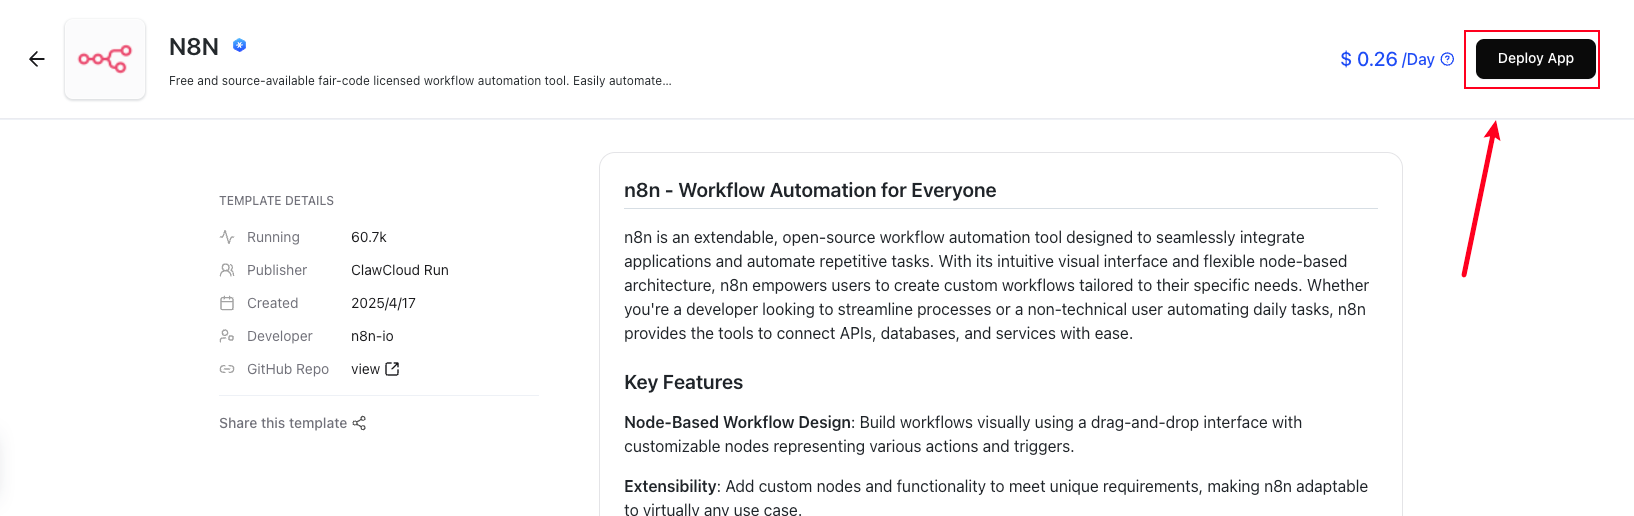 N8N
Free and source-available fair-code licensed workflow automation tool. Easily automate...
$ 0.26 /Day
Deploy App
TEMPLATE DETAILS
Running 60.7k
Publisher ClawCloud Run
Created 2025/4/17
Developer n8n-io
GitHub Repo view
Share this template
n8n - Workflow Automation for Everyone
n8n is an extendable, open-source workflow automation tool designed to seamlessly integrate
applications and automate repetitive tasks. With its intuitive visual interface and flexible node-based
architecture, n8n empowers users to create custom workflows tailored to their specific needs. Whether
you're a developer looking to streamline processes or a non-technical user automating daily tasks, n8n
provides the tools to connect APIs, databases, and services with ease.
Key Features
Node-Based Workflow Design: Build workflows visually using a drag-and-drop interface with
customizable nodes representing various actions and triggers.
Extensibility: Add custom nodes and functionality to meet unique requirements, making n8n adaptable
to virtually any use case.